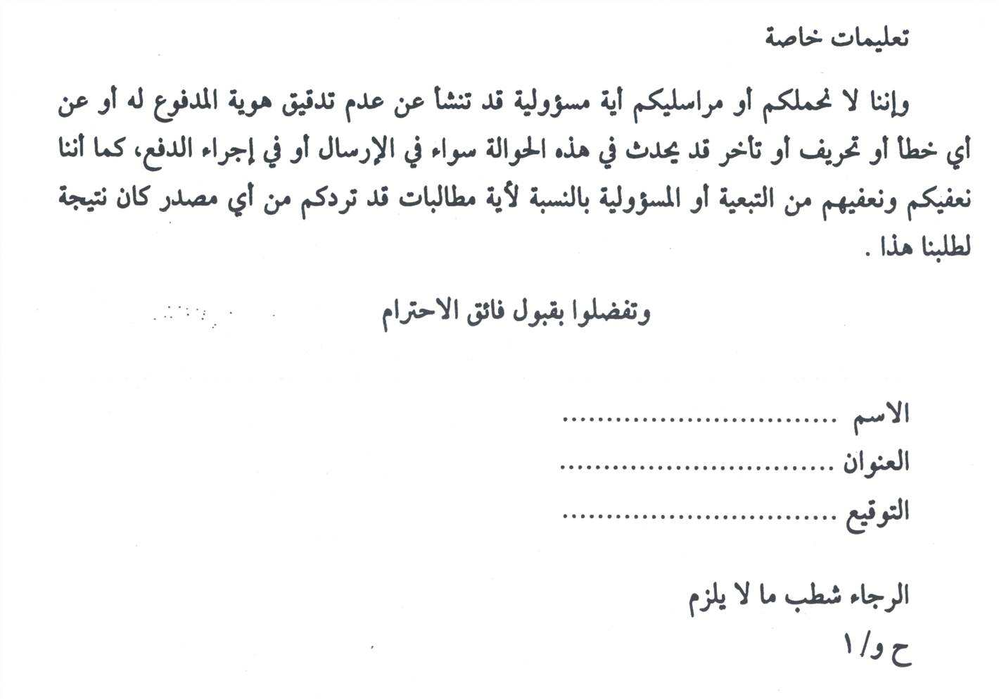 تعليمات خاصة
وإننا لا نحملكم أو مراسليكم أية مسؤولية قد تنشأ عن عدم تدقيق هوية المدفوع له أو عن
أي خطأ أو تحريف أو تأخر قد يحدث في هذه الحوالة سواء في الإرسال أو في إجراء الدفع، كما أننا
نعفيكم ونعفيهم من التبعية أو المسؤولية بالنسبة لأية مطالبات قد تردكم من أي مصدر كان نتيجة
لطلبنا هذا .
وتفضلوا بقبول فائق الاحترام
الاسم ...............................
العنوان ...............................
التوقيع ...............................
الرجاء شطب ما لا يلزم
ح و/ ١